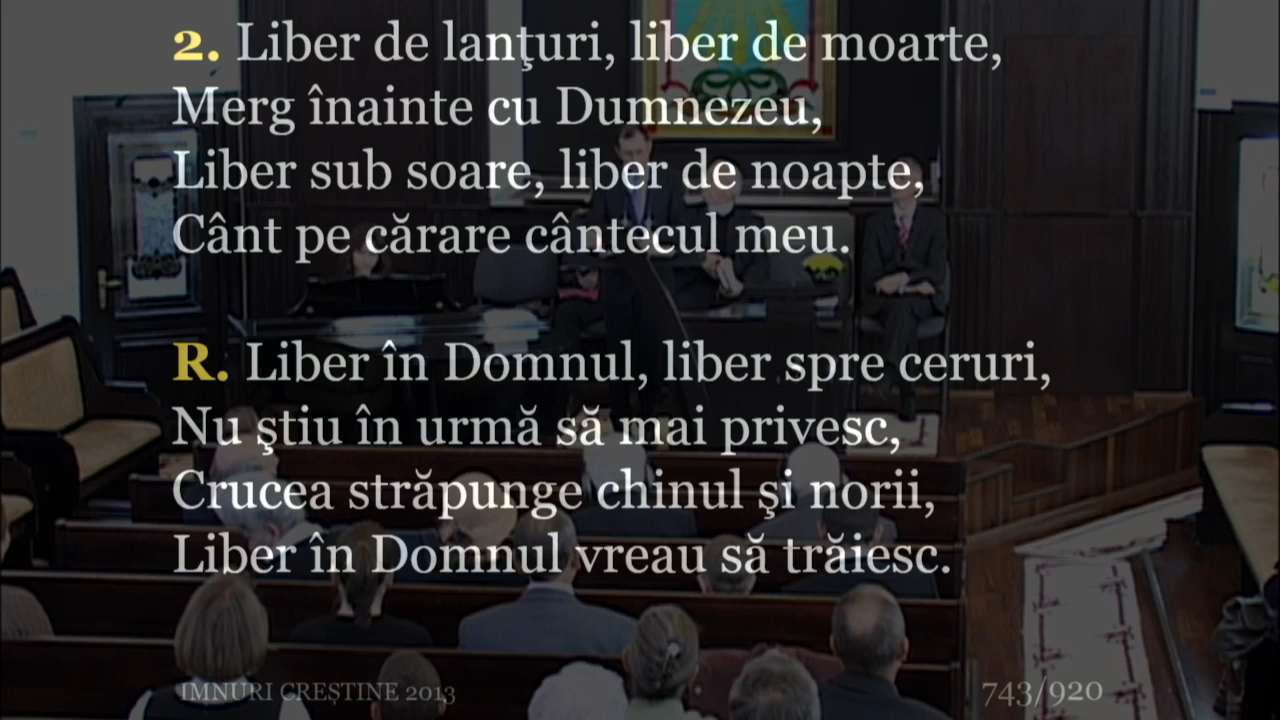 2. Liber de lanţuri, liber de moarte,
Merg înainte cu Dumnezeu,
Liber sub soare, liber de noapte,
Cânt pe cărare cântecul meu.
R. Liber în Domnul, liber spre ceruri,
Nu ştiu în urmă să mai privesc,
Crucea străpunge chinul şi norii,
Liber în Domnul vreau să trăiesc.
IMNURI CREȘTINE 2013
743/920